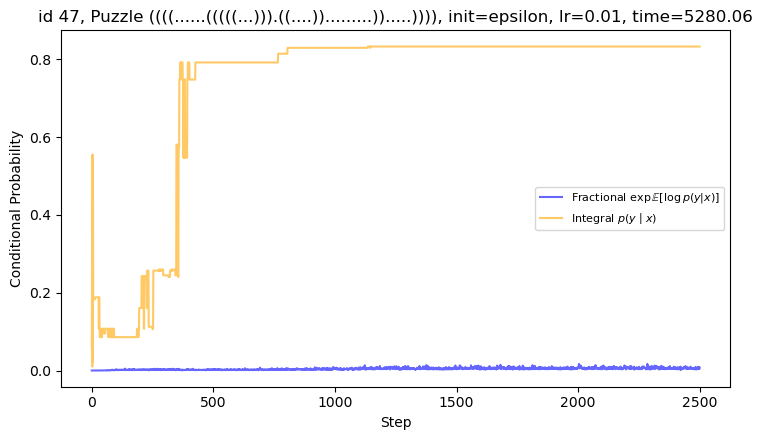 id 47, Puzzle ((((......(((((...))).((....)).........)).....)))), init=epsilon, lr=0.01, time=5280.06
Conditional Probability
0.8
0.6
0.4
0.2
0.0
Fractional exp𝔼[log p(y|x)]
Integral p(y | x)
0
500
1000
1500
2000
2500
Step